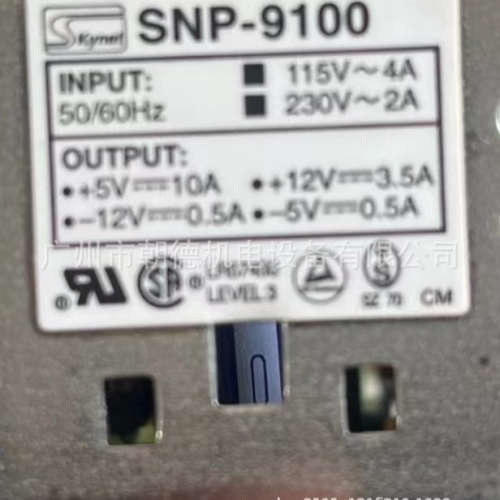 Skynet SNP-9100
INPUT: ■ 115V～4A
50/60Hz ■ 230V～2A
OUTPUT:
•+5V⎓10A •+12V⎓3.5A
•−12V⎓0.5A •−5V⎓0.5A
广州市朝德机电设备有限公司
LEVEL 3
CM